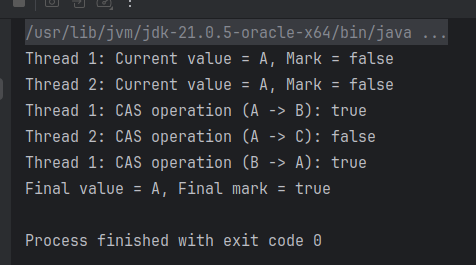 /usr/lib/jvm/jdk-21.0.5-oracle-x64/bin/java ...
Thread 1: Current value = A, Mark = false
Thread 2: Current value = A, Mark = false
Thread 1: CAS operation (A -> B): true
Thread 2: CAS operation (A -> C): false
Thread 1: CAS operation (B -> A): true
Final value = A, Final mark = true
Process finished with exit code 0